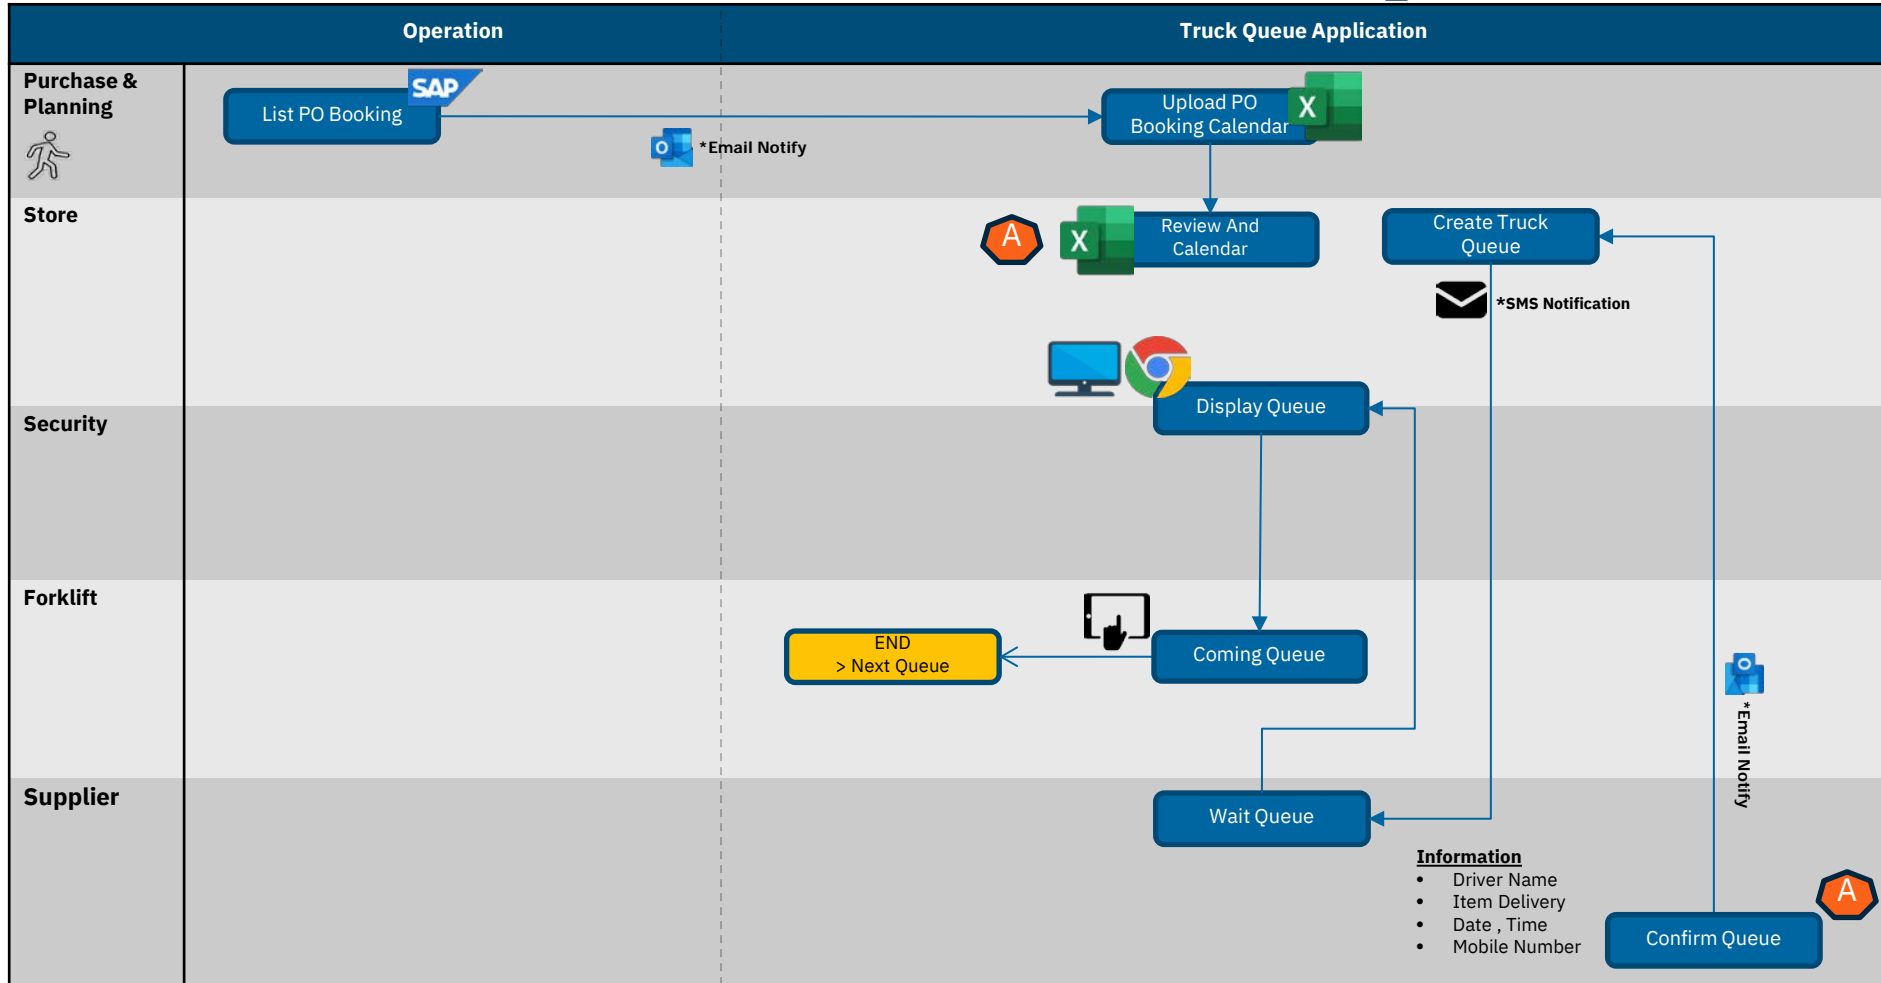 Operation
Truck Queue Application
Purchase &
Planning
List PO Booking
SAP
Upload PO
Booking Calendar
X
O
*Email Notify
Store
A
X
Review And
Calendar
Create Truck
Queue
*SMS Notification
Display Queue
Security
Forklift
END
> Next Queue
Coming Queue
O
*Email Notify
Supplier
Wait Queue
Information
• Driver Name
• Item Delivery
• Date , Time
• Mobile Number
A
Confirm Queue